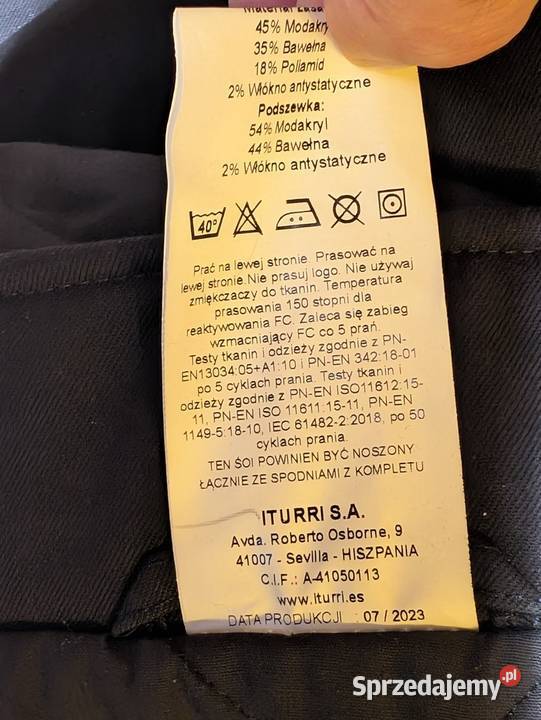 Materiał zasa
45% Modakry
35% Bawełna
18% Poliamid
2% Włókno antystatyczne
Podszewka:
54% Modakryl
44% Bawełna
2% Włókno antystatyczne
40°
Prać na lewej stronie. Prasować na
lewej stronie. Nie prasuj logo. Nie używaj
zmiękczaczy do tkanin. Temperatura
prasowania 150 stopni dla
reaktywowania FC. Zaleca się zabieg
wzmacniający FC co 5 prań.
Testy tkanin i odzieży zgodnie z PN-
EN13034:05+A1:10 i PN-EN 342:18-01
po 5 cyklach prania. Testy tkanin i
odzieży zgodnie z PN-EN ISO11612:15-
11, PN-EN ISO 11611:15-11, PN-EN
1149-5:18-10, IEC 61482-2:2018, po 50
cyklach prania.
TEN ŚOI POWINIEN BYĆ NOSZONY
ŁĄCZNIE ZE SPODNIAMI Z KOMPLETU
ITURRI S.A.
Avda. Roberto Osborne, 9
41007 - Sevilla - HISZPANIA
C.I.F.: A-41050113
www.iturri.es
DATA PRODUKCJI : 07 / 2023
Sprzedajemy.pl